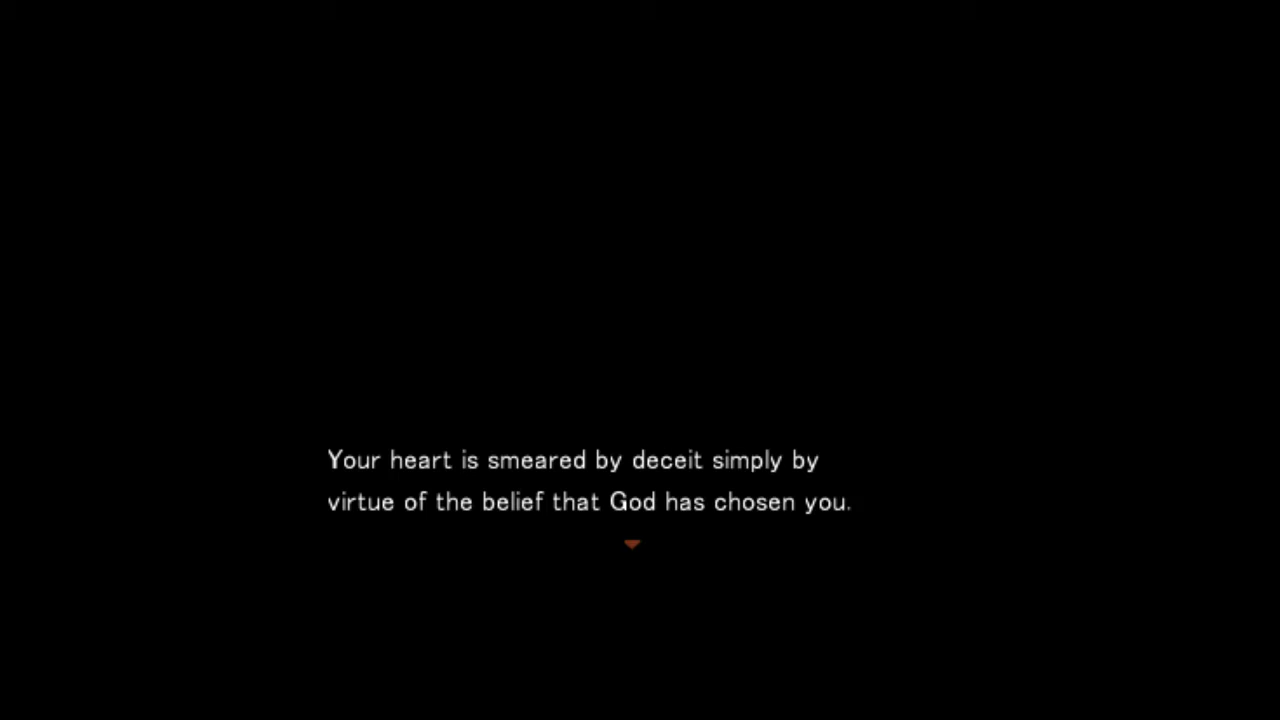 Your heart is smeared by deceit simply by
virtue of the belief that God has chosen you.